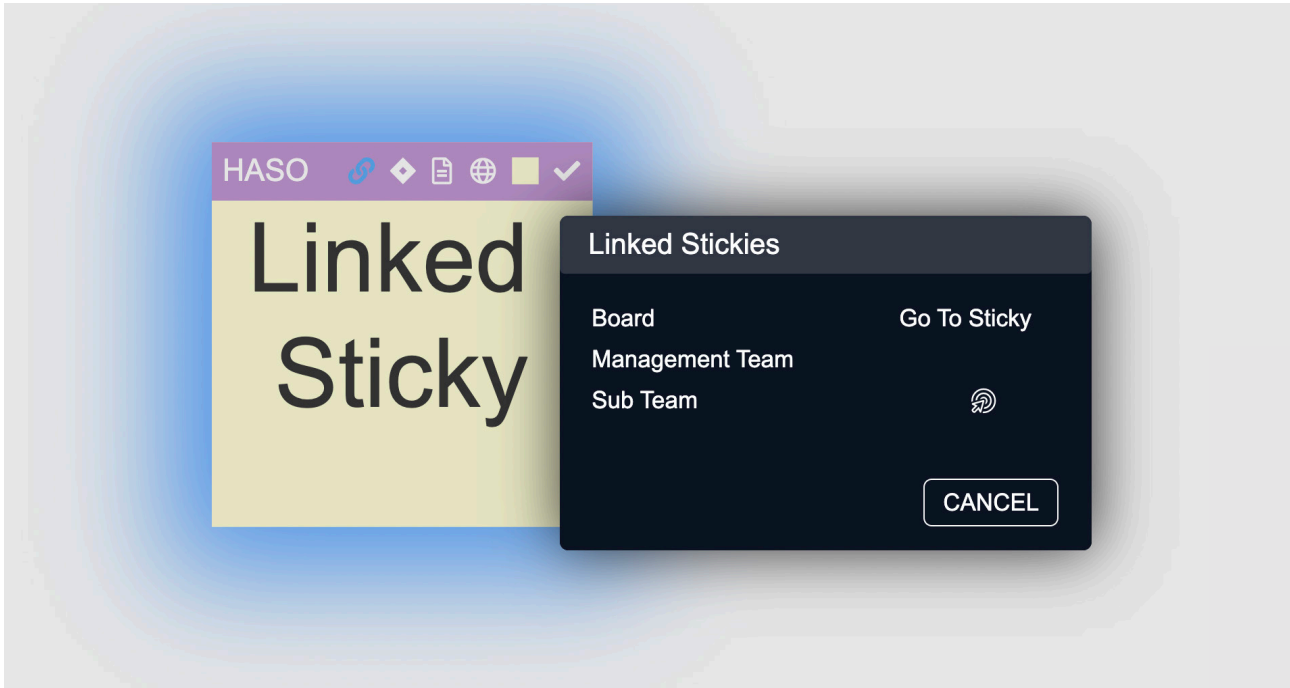 HASO
Linked
Sticky
Linked Stickies
Board Go To Sticky
Management Team
Sub Team
CANCEL